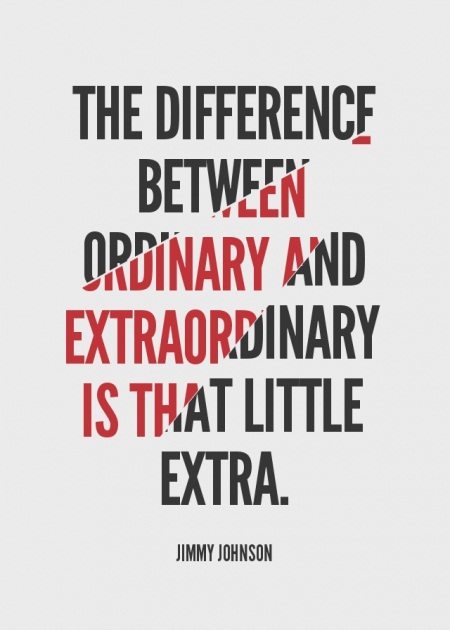 THE DIFFERENCE
BETWEEN
ORDINARY AND
EXTRAORDINARY
IS THAT LITTLE
EXTRA.
JIMMY JOHNSON